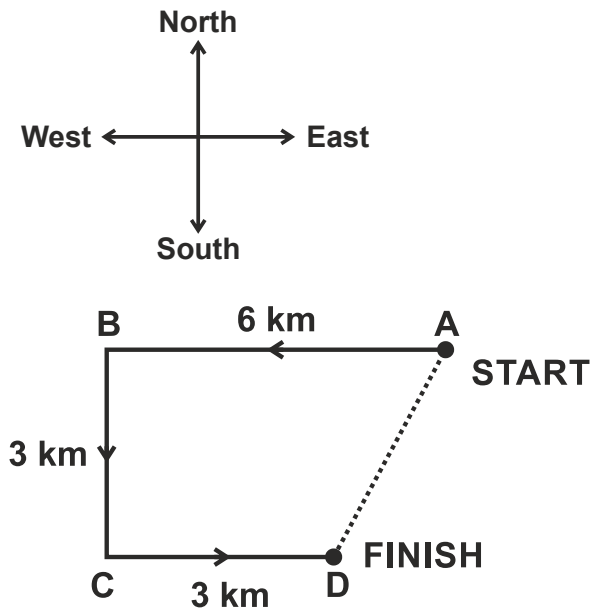 North
West
East
South
B
6 km
A
START
3 km
FINISH
C
3 km
D